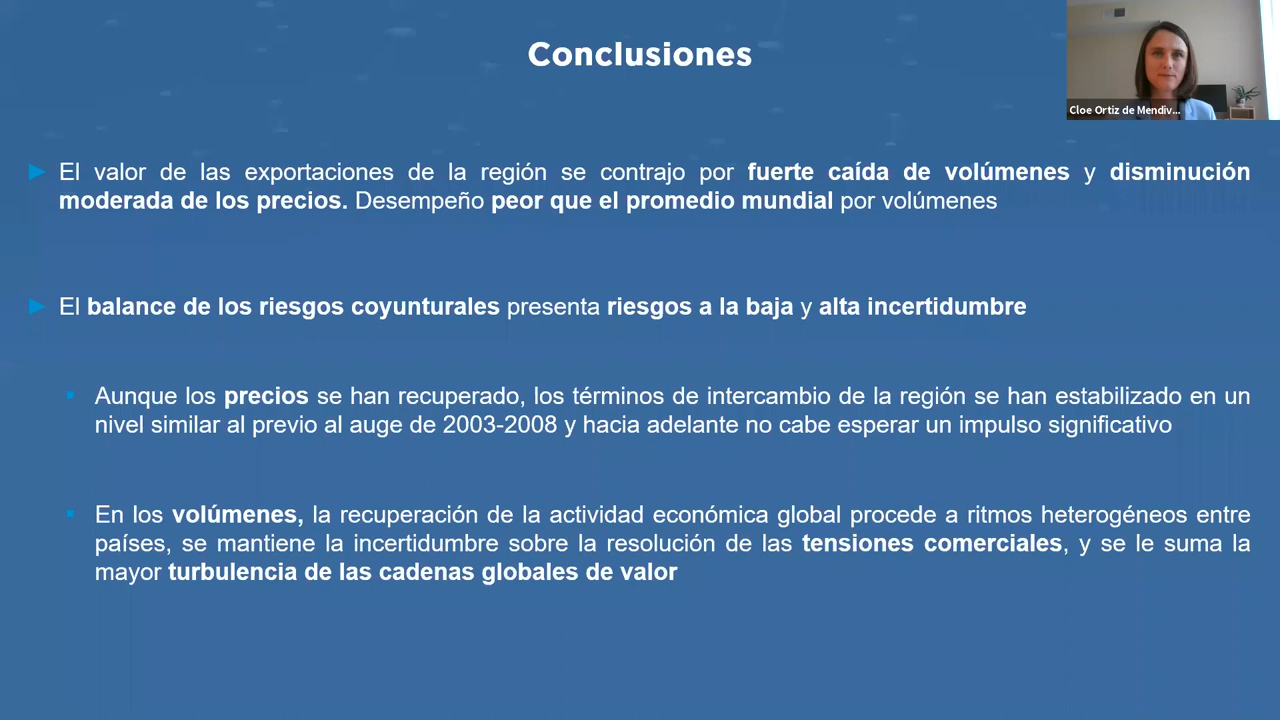 Conclusiones
Cloe Ortiz de Mendiv...
► El valor de las exportaciones de la región se contrajo por fuerte caída de volúmenes y disminución
moderada de los precios. Desempeño peor que el promedio mundial por volúmenes
► El balance de los riesgos coyunturales presenta riesgos a la baja y alta incertidumbre
▪ Aunque los precios se han recuperado, los términos de intercambio de la región se han estabilizado en un
nivel similar al previo al auge de 2003-2008 y hacia adelante no cabe esperar un impulso significativo
▪ En los volúmenes, la recuperación de la actividad económica global procede a ritmos heterogéneos entre
países, se mantiene la incertidumbre sobre la resolución de las tensiones comerciales, y se le suma la
mayor turbulencia de las cadenas globales de valor